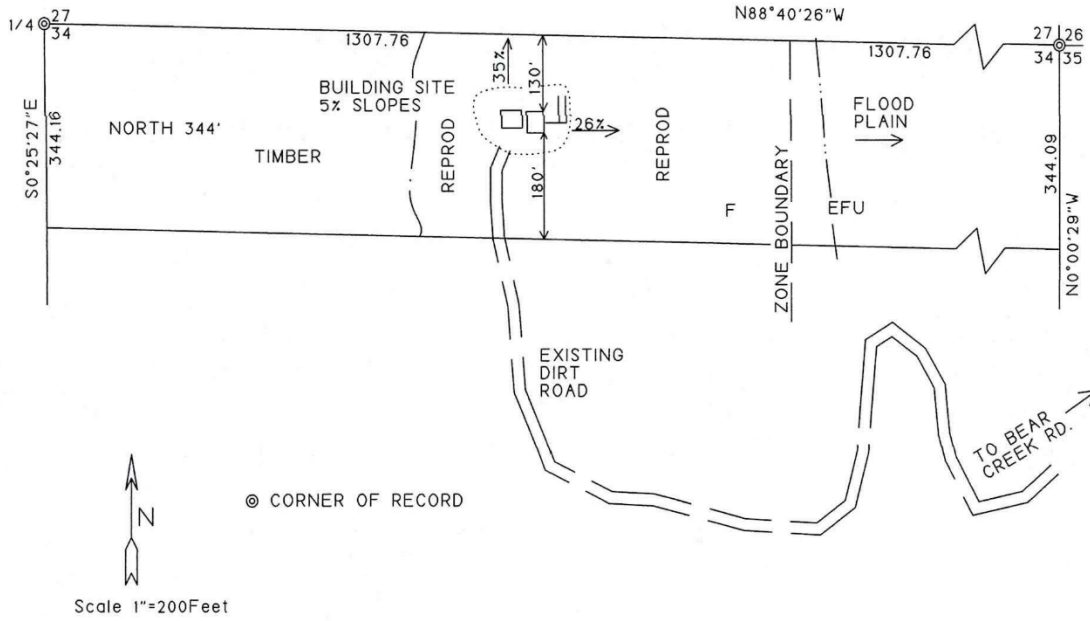 N88°40'26"W
1/4
27
34
1307.76
1307.76
27
26
34
35
35%
130'
BUILDING SITE
5% SLOPES
26%
FLOOD
PLAIN
NORTH 344'
TIMBER
REPROD
REPROD
S0°25'27"E
344.16
344.09
N0°00'29"W
180'
F
EFU
ZONE BOUNDARY
EXISTING
DIRT
ROAD
TO BEAR
CREEK RD.
CORNER OF RECORD
N
Scale 1"=200Feet